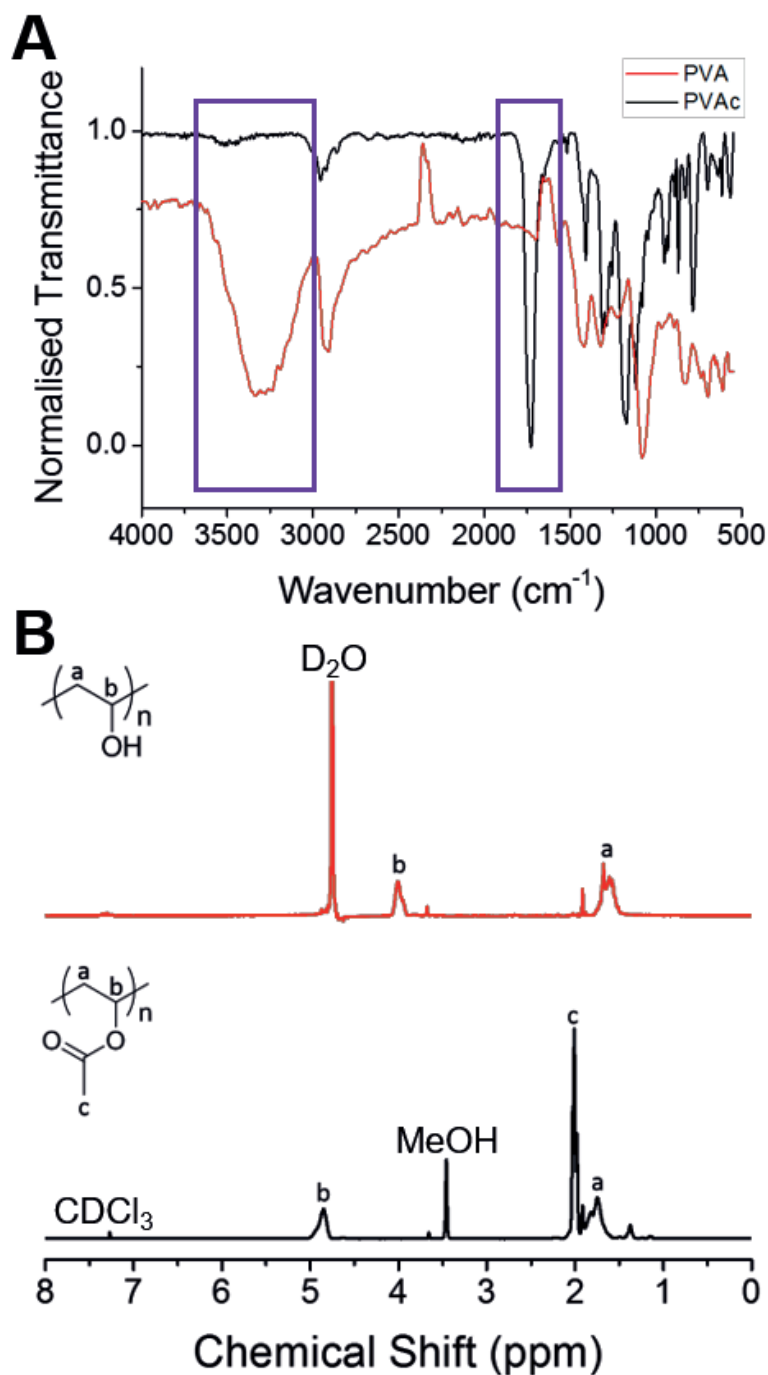 A
PVA
PVAc
Normalised Transmittance
1.0
0.5
0.0
4000 3500 3000 2500 2000 1500 1000 500
Wavenumber (cm⁻¹)
B
D₂O
a
b
n
OH
b
a
a
b
n
O
O
c
c
MeOH
CDCl₃
b
a
8 7 6 5 4 3 2 1 0
Chemical Shift (ppm)